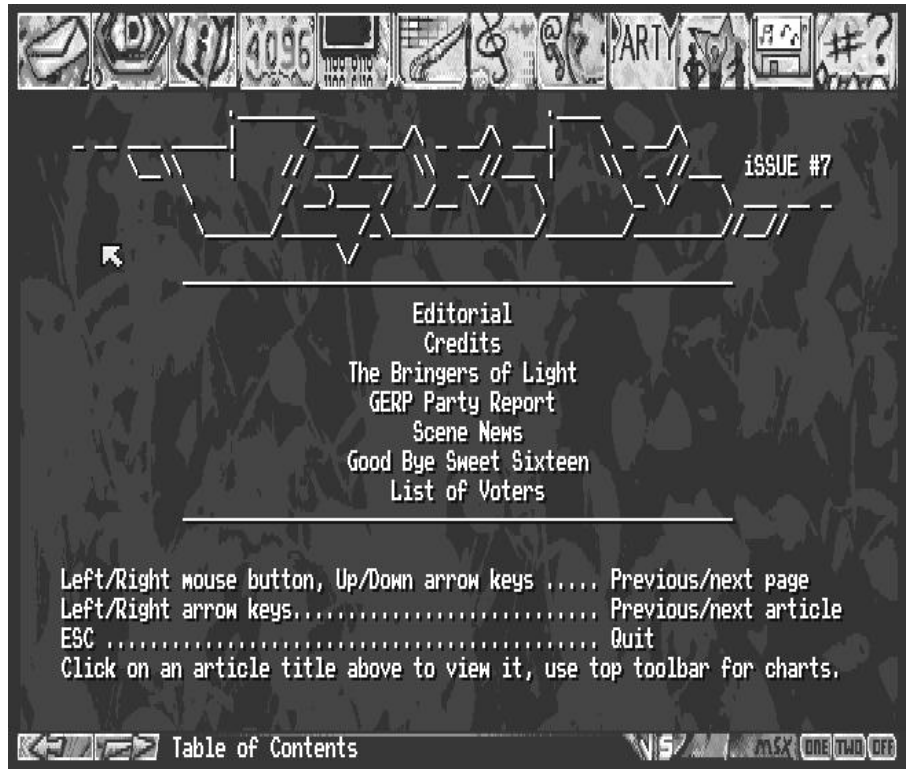 4096
PARTY
#?
iSSUE #7
Editorial
Credits
The Bringers of Light
GERP Party Report
Scene News
Good Bye Sweet Sixteen
List of Voters
Left/Right mouse button, Up/Down arrow keys ..... Previous/next page
Left/Right arrow keys........................... Previous/next article
ESC ............................................ Quit
Click on an article title above to view it, use top toolbar for charts.
Table of Contents
MSX ONE TWO OFF